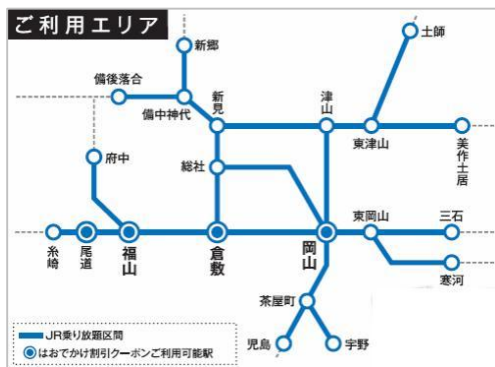 ご利用エリア
新郷
土師
備後落合
備中神代
新見
津山
東津山
美作土居
府中
総社
糸崎
尾道
福山
倉敷
岡山
東岡山
三石
寒河
茶屋町
児島
宇野
JR乗り放題区間
はおでかけ割引クーポンご利用可能駅